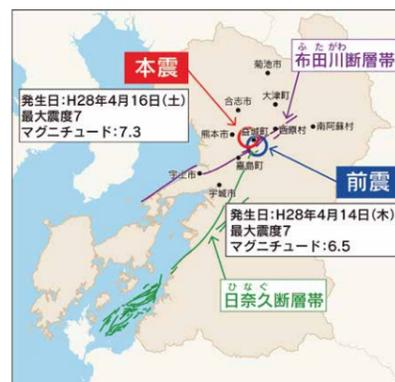 菊池市
ふたがわ
布田川断層帯
本震
合志市
大津町
発生日:H28年4月16日(土)
最大震度7
マグニチュード:7.3
熊本市
益城町
西原村
南阿蘇村
嘉島町
宇土市
宇城市
前震
発生日:H28年4月14日(木)
最大震度7
マグニチュード:6.5
ひなぐ
日奈久断層帯